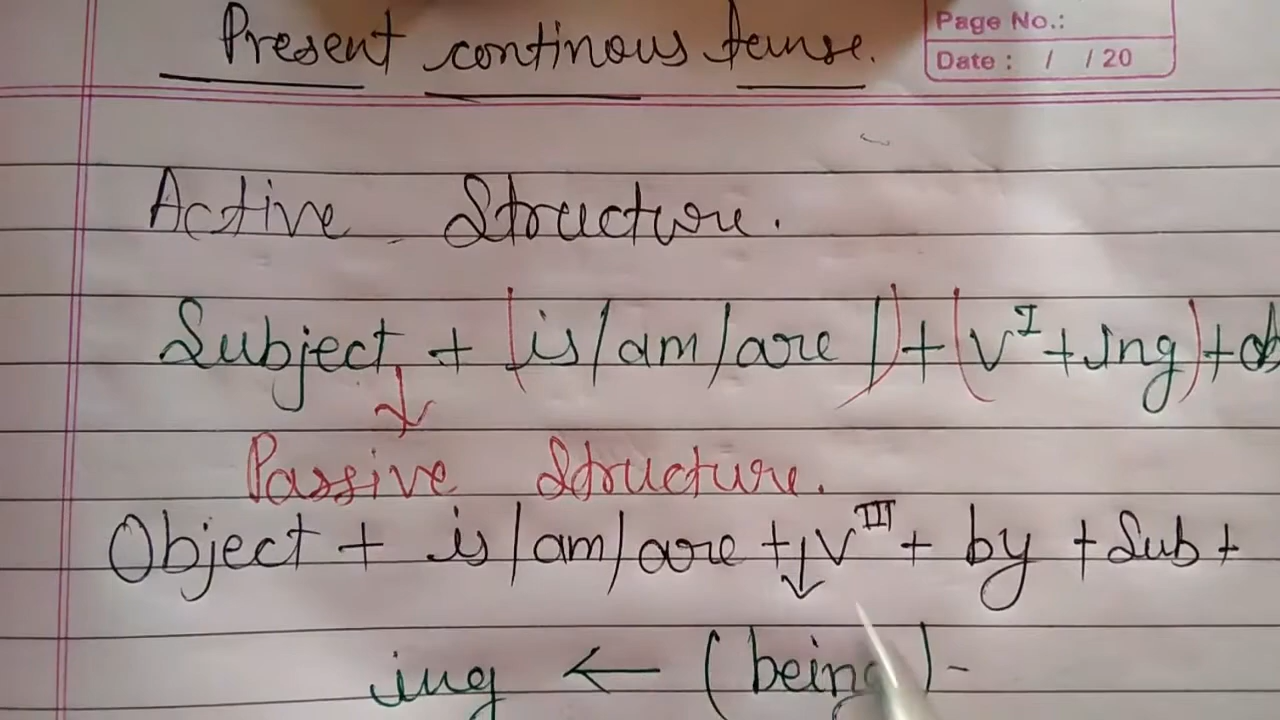 Page No.:
Present continous tense.
Date : / / 20
Active Structure.
Subject + (is/am/are) + (V^I + ing) + ob
Passive Structure.
Object + is/am/are + V^III + by + Sub +
ing ← (being) -